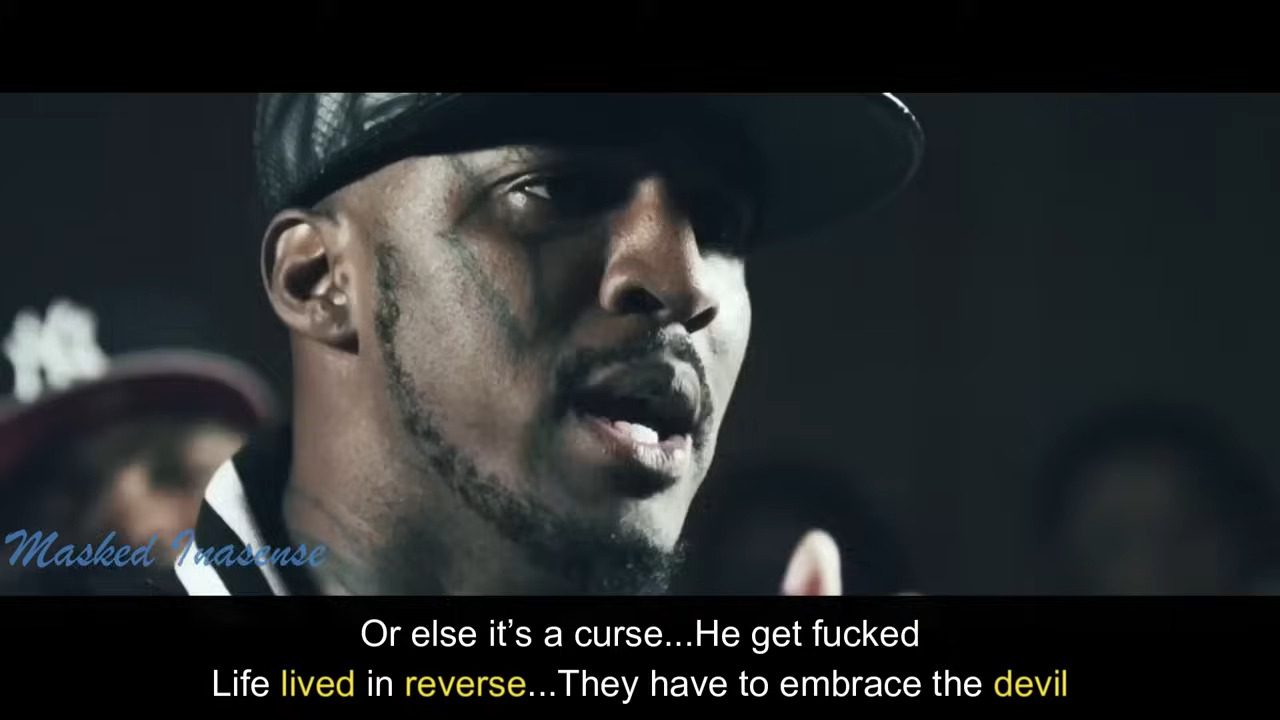 Masked Inasense
Or else it’s a curse...He get fucked
Life lived in reverse...They have to embrace the devil